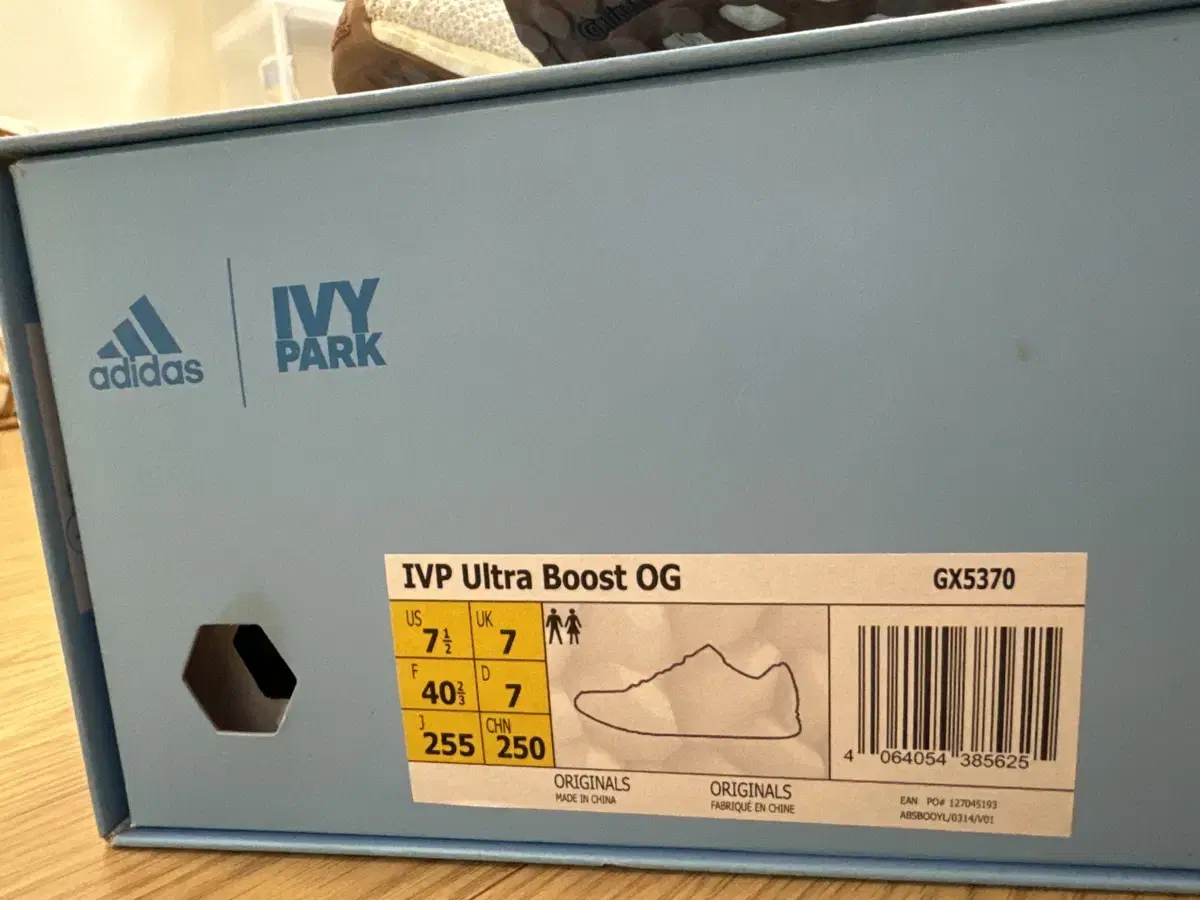 adidas
IVY
PARK
IVP Ultra Boost OG
GX5370
US
7½
UK
7
F
40⅔
D
7
J
255
CHN
250
4 064054 385625
ORIGINALS
MADE IN CHINA
ORIGINALS
FABRIQUÉ EN CHINE
EAN PO# 127045193
ABSBOOYL/0314/V01